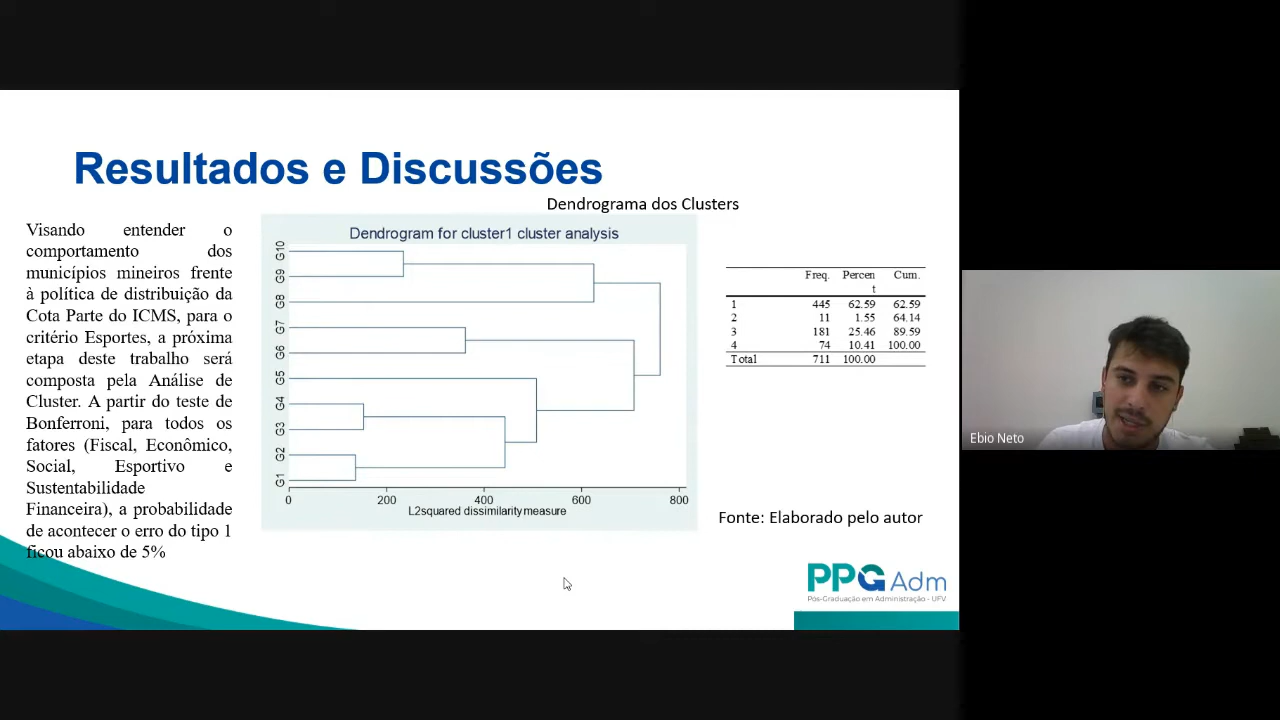 Resultados e Discussões
Dendrograma dos Clusters
Visando entender o
comportamento dos
municípios mineiros frente
à política de distribuição da
Cota Parte do ICMS, para o
critério Esportes, a próxima
etapa deste trabalho será
composta pela Análise de
Cluster. A partir do teste de
Bonferroni, para todos os
fatores (Fiscal, Econômico,
Social, Esportivo e
Sustentabilidade
Financeira), a probabilidade
de acontecer o erro do tipo 1
ficou abaixo de 5%
Dendrogram for cluster1 cluster analysis
G10
G9
G8
G7
G6
G5
G4
G3
G2
G1
0 200 400 600 800
L2squared dissimilarity measure
Freq. Percen Cum.
t
1 445 62.59 62.59
2 11 1.55 64.14
3 181 25.46 89.59
4 74 10.41 100.00
Total 711 100.00
Fonte: Elaborado pelo autor
PPG Adm
Pós-Graduação em Administração - UFV
Ebio Neto